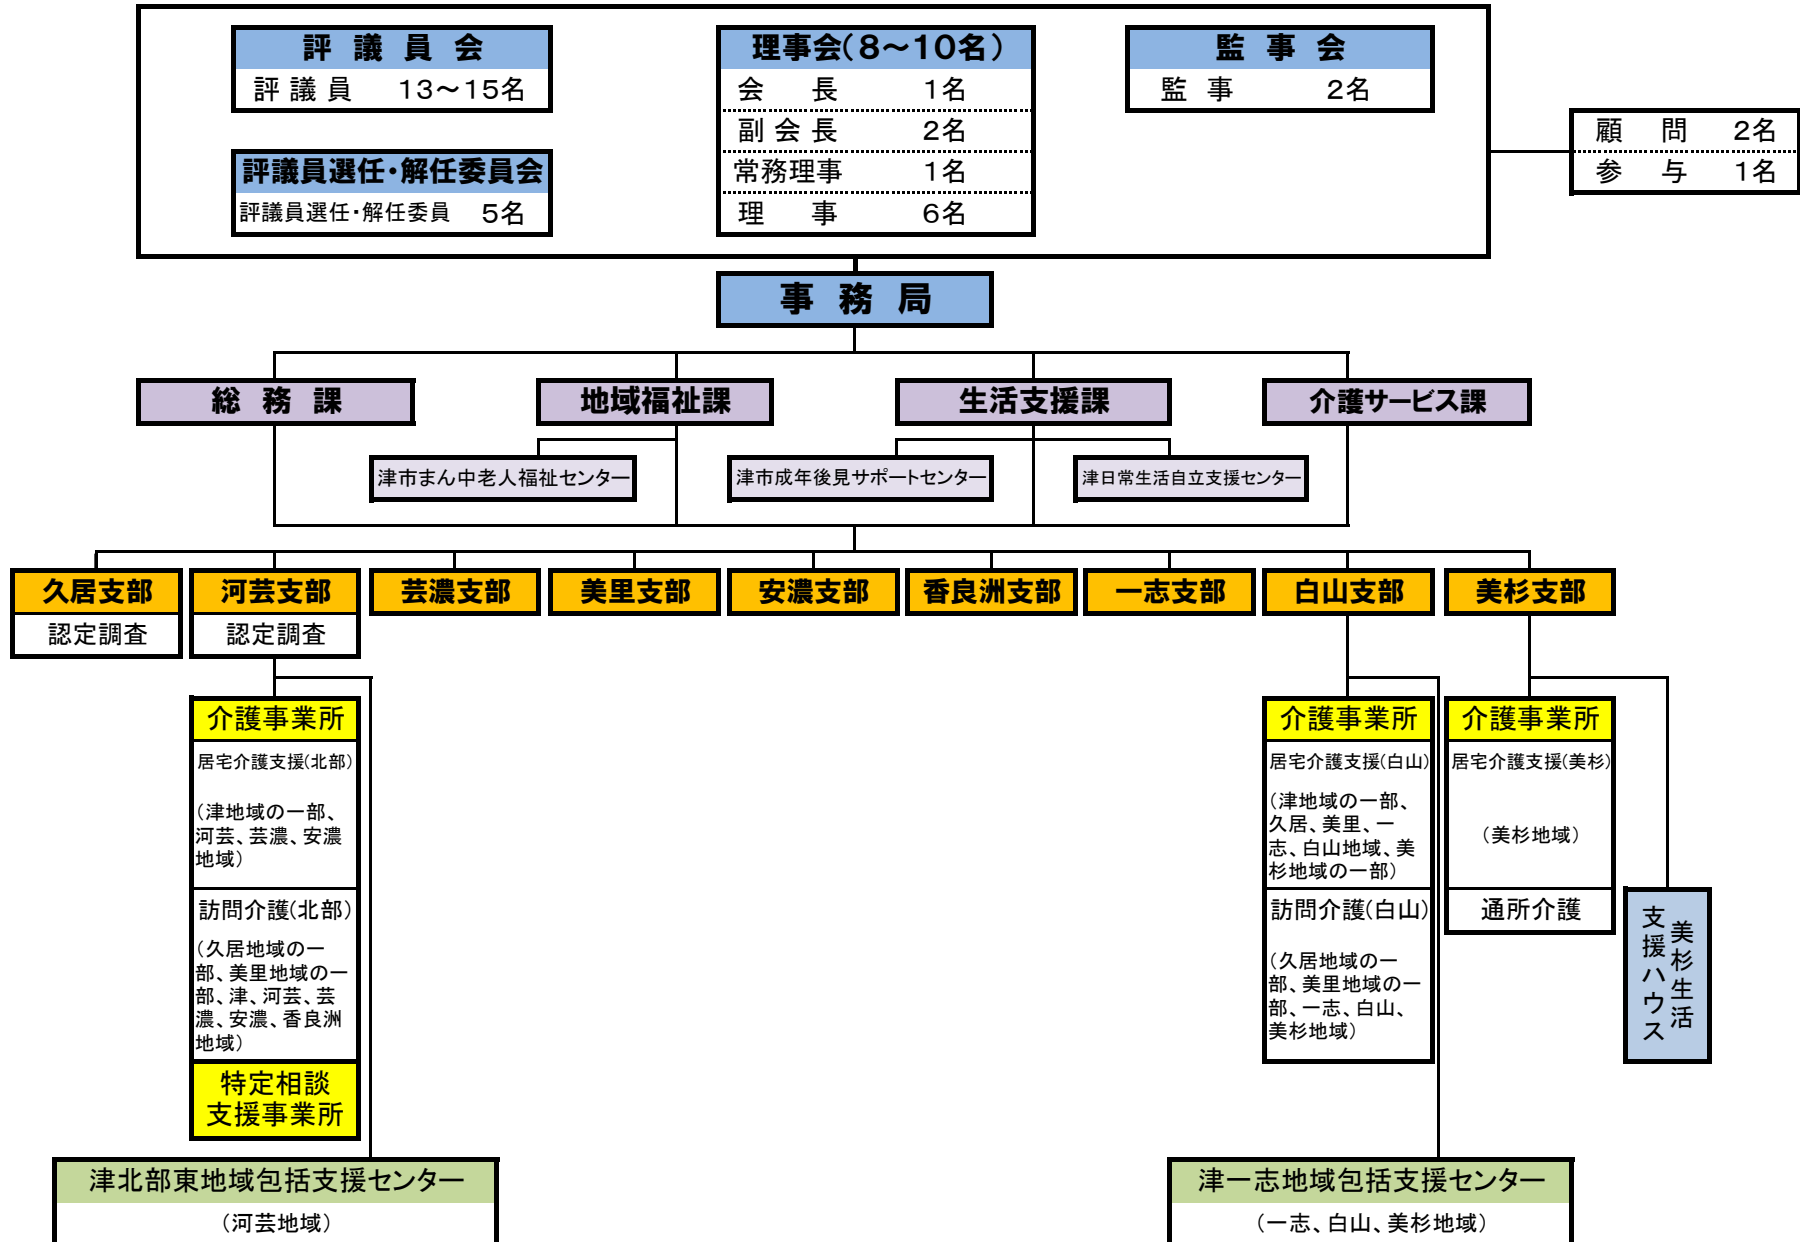 評議員会
評議員 13～15名
評議員選任・解任委員会
評議員選任・解任委員 5名
理事会(8～10名)
会長 1名
副会長 2名
常務理事 1名
理事 6名
監事会
監事 2名
顧問 2名
参与 1名
事務局
総務課
地域福祉課
生活支援課
介護サービス課
津市まん中老人福祉センター
津市成年後見サポートセンター
津日常生活自立支援センター
久居支部
認定調査
河芸支部
認定調査
芸濃支部
美里支部
安濃支部
香良洲支部
一志支部
白山支部
美杉支部
介護事業所
居宅介護支援(北部)
(津地域の一部、
河芸、芸濃、安濃
地域)
訪問介護(北部)
(久居地域の一
部、美里地域の一
部、津、河芸、芸
濃、安濃、香良洲
地域)
特定相談
支援事業所
介護事業所
居宅介護支援(白山)
(津地域の一部、
久居、美里、一
志、白山地域、美
杉地域の一部)
訪問介護(白山)
(久居地域の一
部、美里地域の一
部、一志、白山、
美杉地域)
介護事業所
居宅介護支援(美杉)
(美杉地域)
通所介護
美杉生活
支援ハウス
津北部東地域包括支援センター
(河芸地域)
津一志地域包括支援センター
(一志、白山、美杉地域)